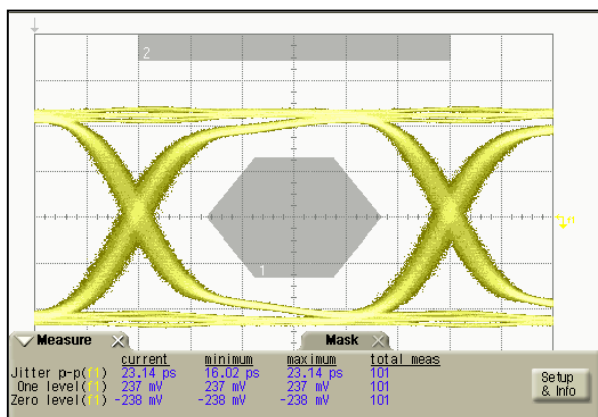 2
1
f1
Measure
Mask
current minimum maximum total meas
Jitter p-p(f1) 23.14 ps 16.02 ps 23.14 ps 101
One level(f1) 237 mV 237 mV 237 mV 101
Zero level(f1) -238 mV -238 mV -238 mV 101
Setup
& Info